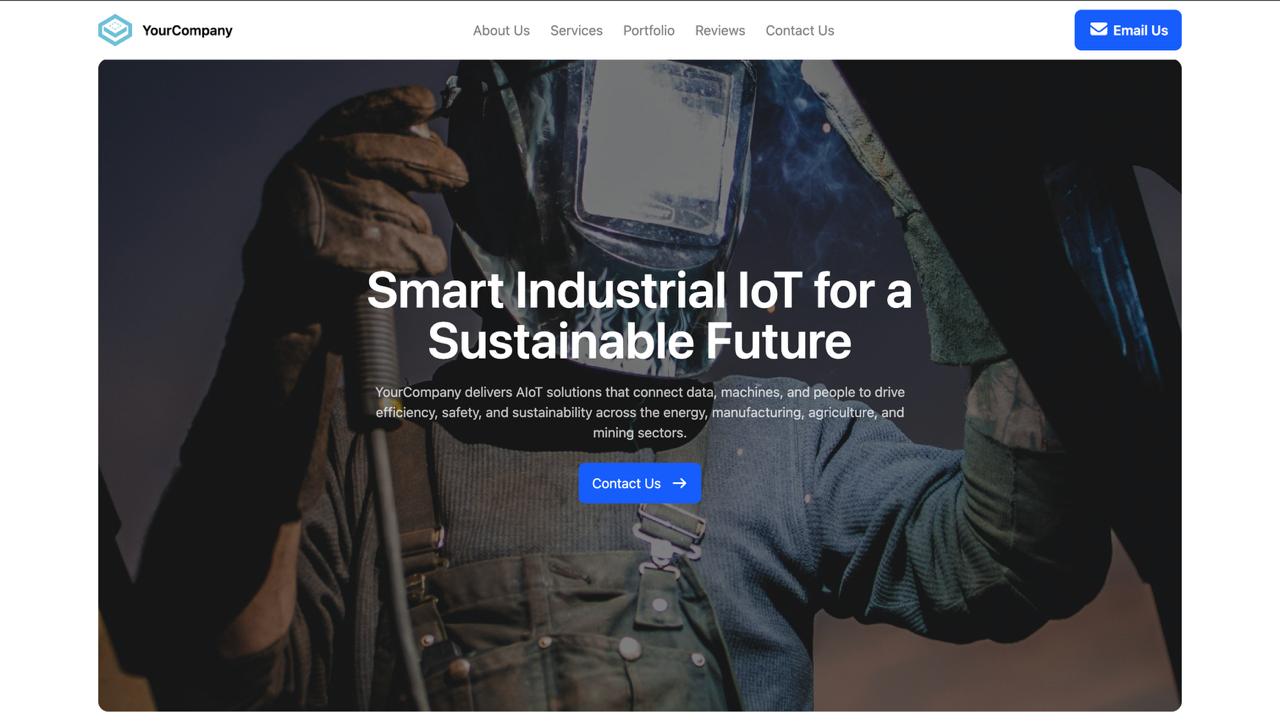 YourCompany
About Us
Services
Portfolio
Reviews
Contact Us
Email Us
Smart Industrial IoT for a
Sustainable Future
YourCompany delivers AIoT solutions that connect data, machines, and people to drive
efficiency, safety, and sustainability across the energy, manufacturing, agriculture, and
mining sectors.
Contact Us